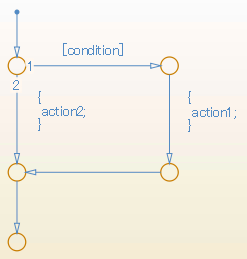 [condition]
1
2
{
action2;
}
{
action1;
}